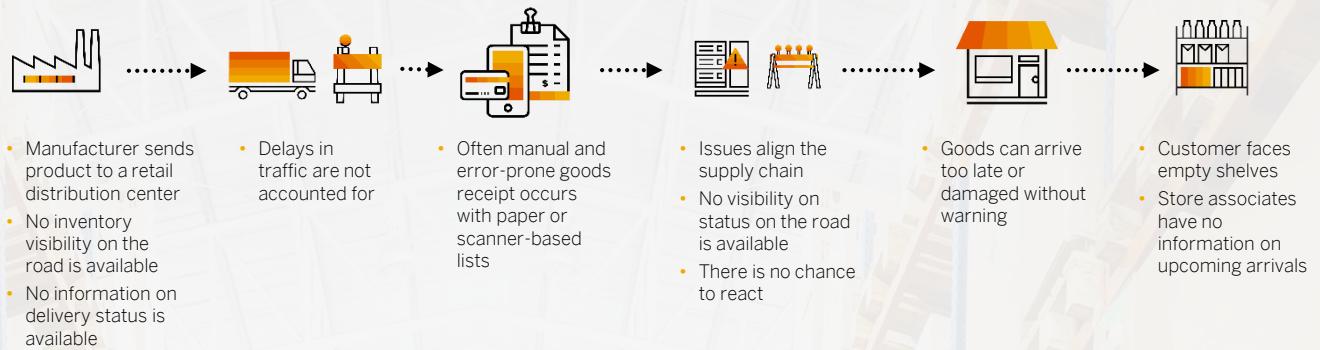 $
• Manufacturer sends
product to a retail
distribution center
• No inventory
visibility on the
road is available
• No information on
delivery status is
available
• Delays in
traffic are not
accounted for
• Often manual and
error-prone goods
receipt occurs
with paper or
scanner-based
lists
• Issues align the
supply chain
• No visibility on
status on the road
is available
• There is no chance
to react
• Goods can arrive
too late or
damaged without
warning
• Customer faces
empty shelves
• Store associates
have no
information on
upcoming arrivals